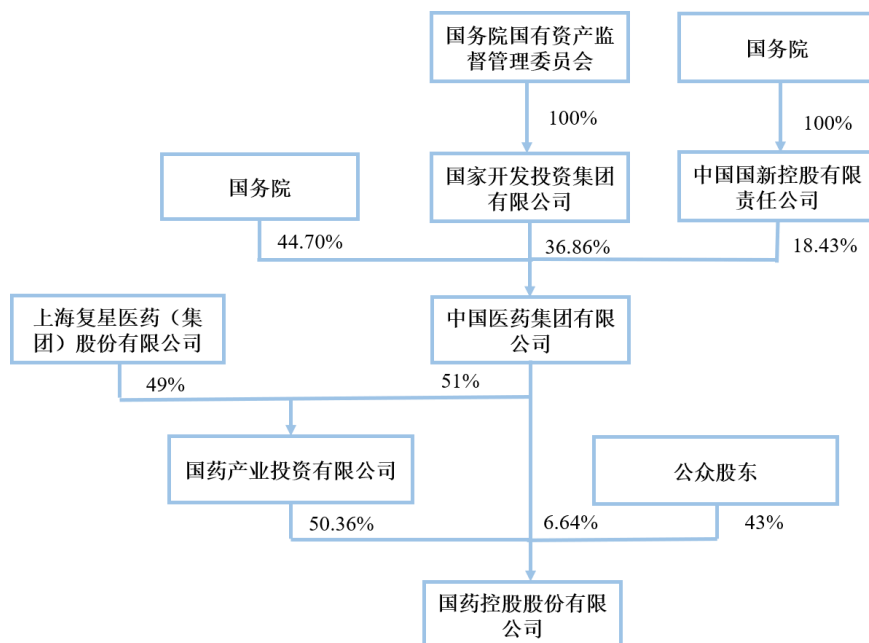 国务院国有资产监
督管理委员会
国务院
100%
100%
国务院
国家开发投资集团
有限公司
中国国新控股有限
责任公司
44.70%
36.86%
18.43%
上海复星医药（集
团）股份有限公司
中国医药集团有限
公司
49%
51%
国药产业投资有限公司
公众股东
50.36%
6.64%
43%
国药控股股份有限
公司